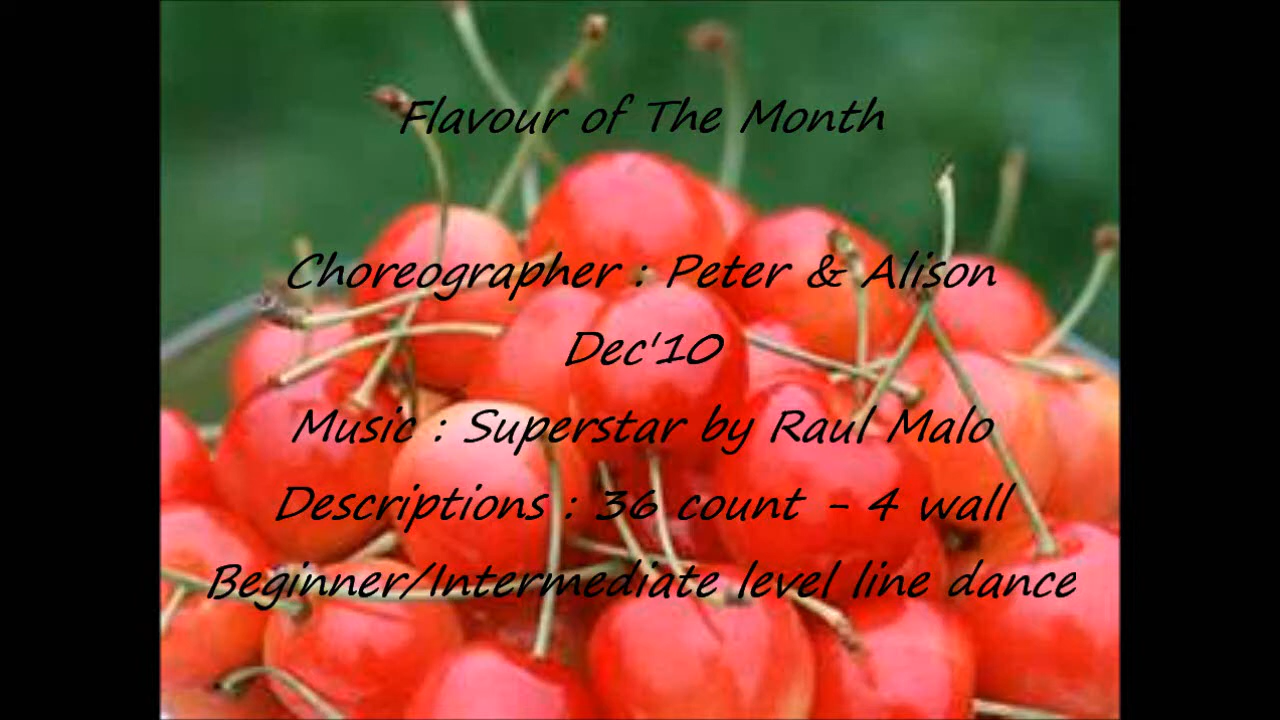 Flavour of The Month
Choreographer : Peter & Alison
Dec'10
Music : Superstar by Raul Malo
Descriptions : 36 count - 4 wall
Beginner/Intermediate level line dance